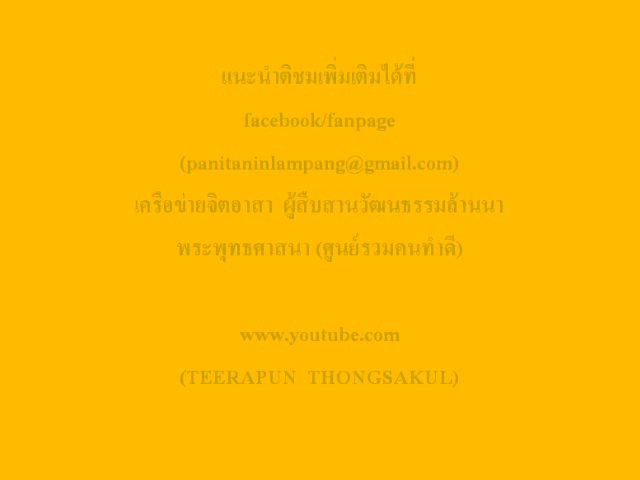 แนะนำติชมเพิ่มเติมได้ที่
facebook/fanpage
(panitaninlampang@gmail.com)
เครือข่ายจิตอาสา ผู้สืบสานวัฒนธรรมล้านนา
พระพุทธศาสนา (ศูนย์รวมคนทำดี)
www.youtube.com
(TEERAPUN THONGSAKUL)